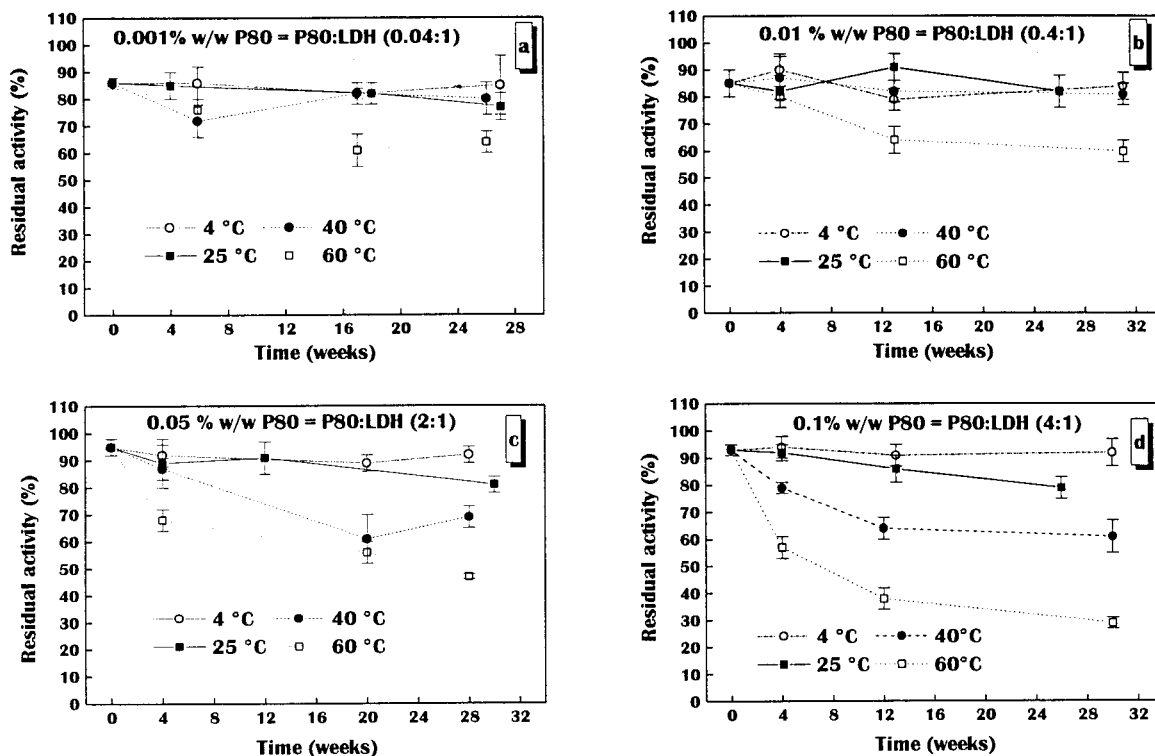 0.001% w/w P80 = P80:LDH (0.04:1)
a
110
100
90
80
70
60
50
40
30
20
10
0
Residual activity (%)
4 °C
40 °C
25 °C
60 °C
0 4 8 12 16 20 24 28
Time (weeks)
0.01 % w/w P80 = P80:LDH (0.4:1)
b
110
100
90
80
70
60
50
40
30
20
10
0
Residual activity (%)
4 °C
40 °C
25 °C
60 °C
0 4 8 12 16 20 24 28 32
Time (weeks)
0.05 % w/w P80 = P80:LDH (2:1)
c
110
100
90
80
70
60
50
40
30
20
10
0
Residual activity (%)
4 °C
40 °C
25 °C
60 °C
0 4 8 12 16 20 24 28 32
Time (weeks)
0.1% w/w P80 = P80:LDH (4:1)
d
110
100
90
80
70
60
50
40
30
20
10
0
Residual activity (%)
4 °C
40°C
25 °C
60°C
0 4 8 12 16 20 24 28 32
Time (weeks)